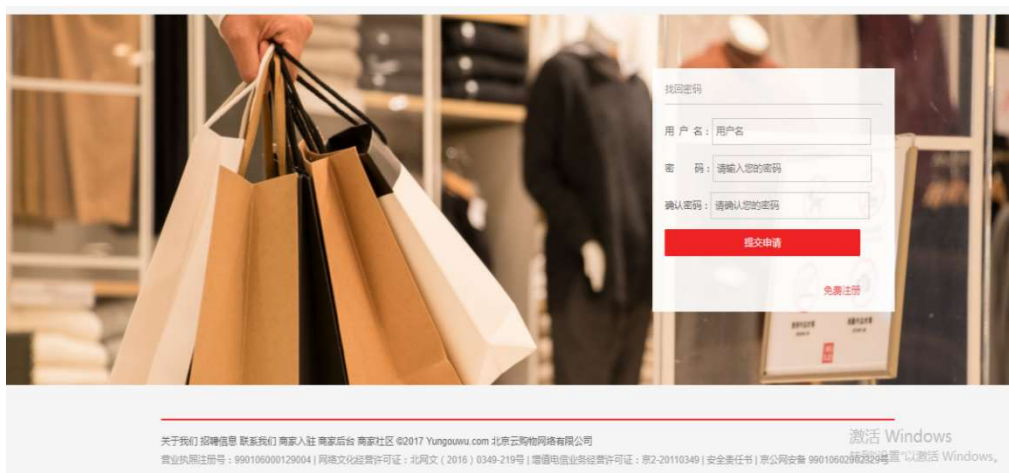 找回密码
用 户 名： 用户名
密 码： 请输入您的密码
确认密码： 请确认您的密码
提交申请
免费注册
关于我们 招聘信息 联系我们 商家入驻 商家后台 商家社区 ©2017 Yungouwu.com 北京云购物网络有限公司
激活 Windows
营业执照注册号：990106000129004 | 网络文化经营许可证：北网文（2016）0349-219号 | 增值电信业务经营许可证：京2-20110349 | 安全责任书 | 京公网安备
以激活 Windows。